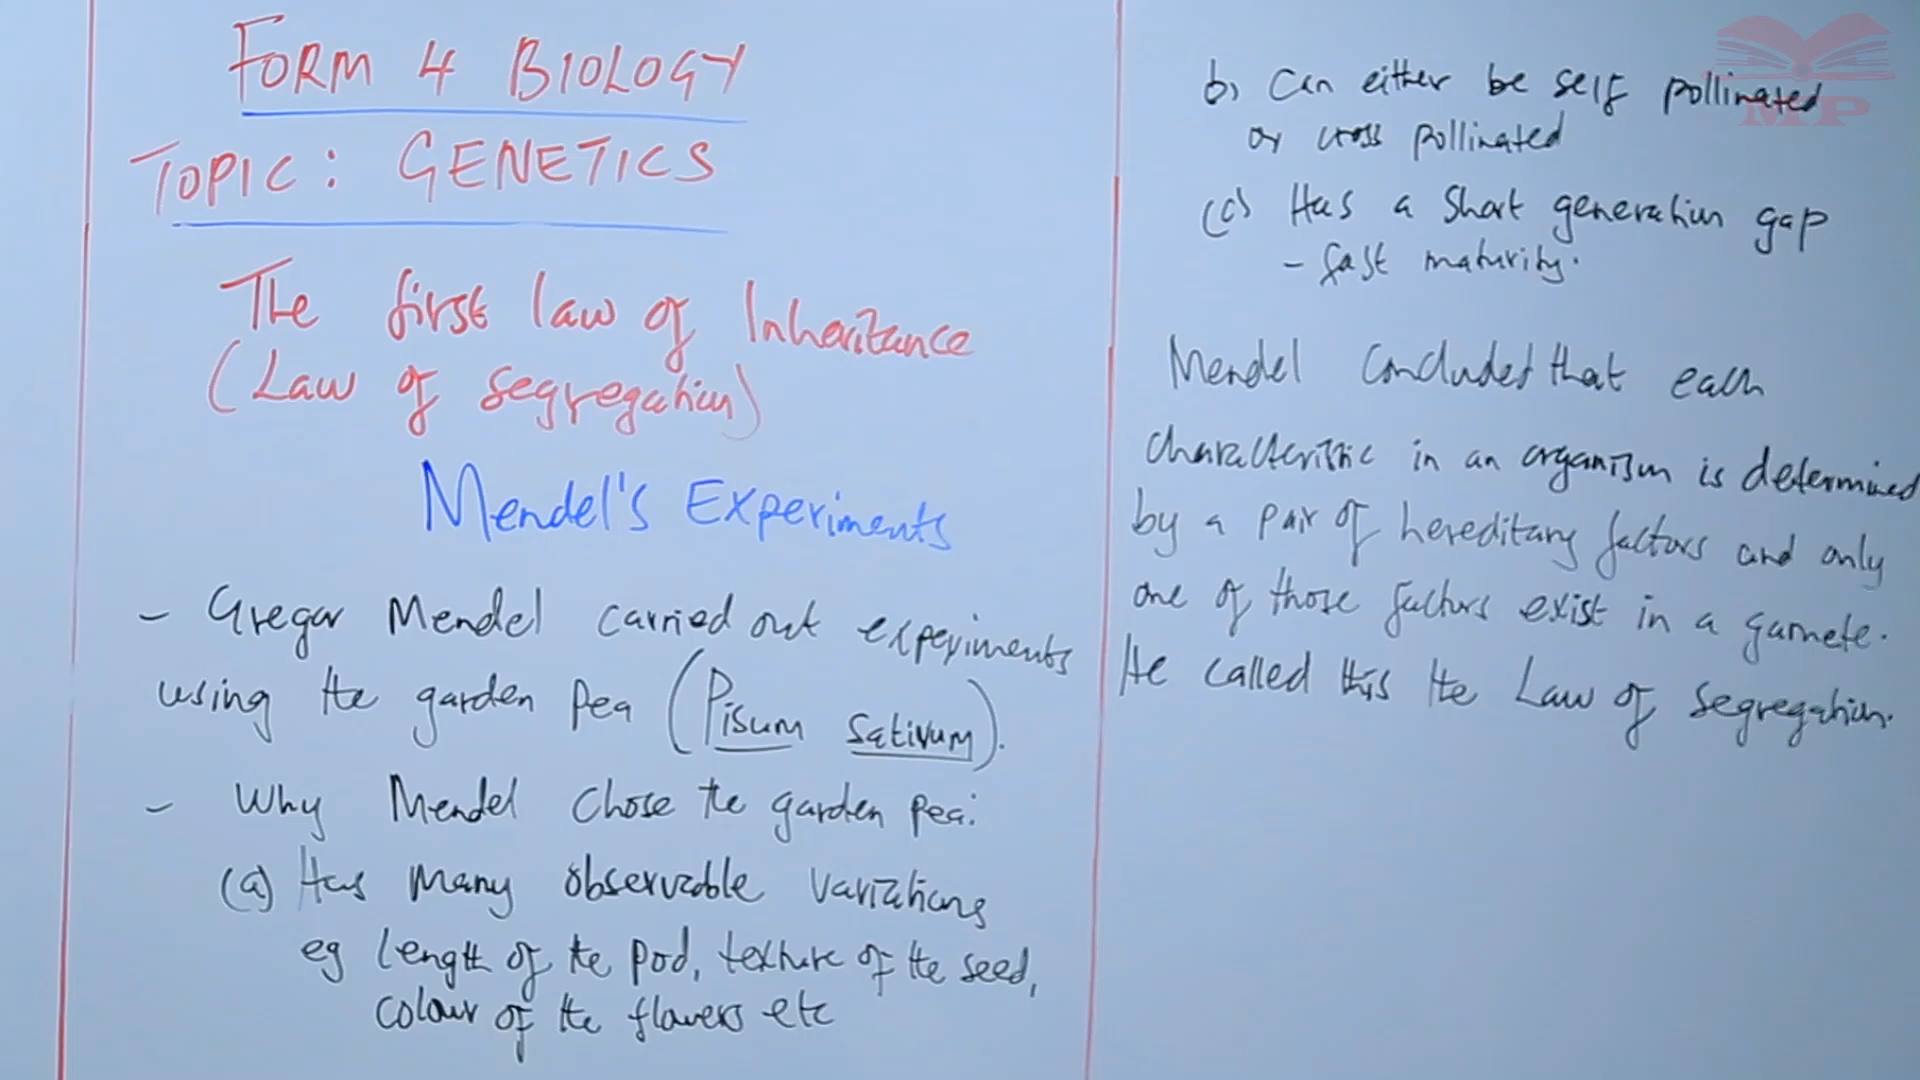 FORM 4 BIOLOGY
TOPIC: GENETICS
The first law of Inheritance
(Law of segregation)
Mendel's Experiments
- Gregor Mendel carried out experiments
using the garden pea (Pisum sativum).
- Why Mendel chose the garden pea:
(a) Has many observable variations
eg length of the pod, texture of the seed,
colour of the flowers etc
b) Can either be self pollinated
or cross pollinated
(c) Has a short generation gap
- fast maturity.
Mendel concluded that each
characteristic in an organism is determined
by a pair of hereditary factors and only
one of those factors exist in a gamete.
He called this the Law of segregation.
M.P